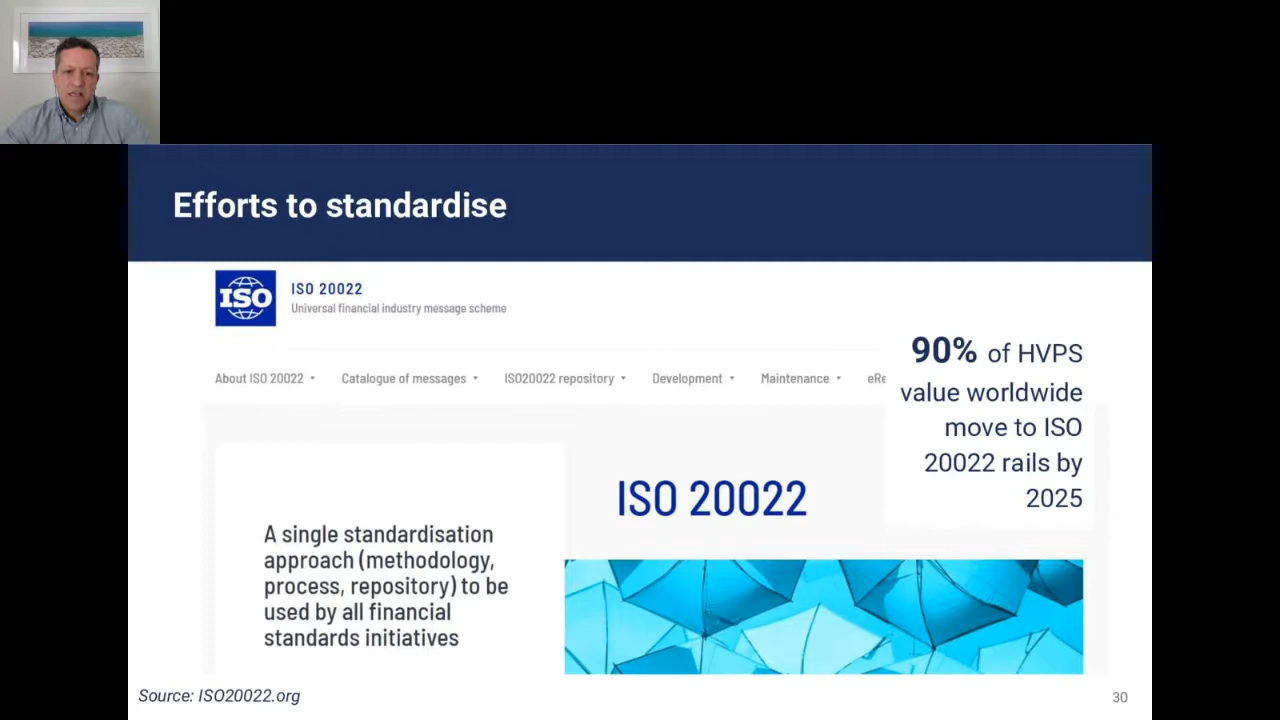 Efforts to standardise
ISO
ISO 20022
Universal financial industry message scheme
About ISO 20022
Catalogue of messages
ISO20022 repository
Development
Maintenance
eRe
90% of HVPS
value worldwide
move to ISO
20022 rails by
2025
ISO 20022
A single standardisation
approach (methodology,
process, repository) to be
used by all financial
standards initiatives
Source: ISO20022.org
30